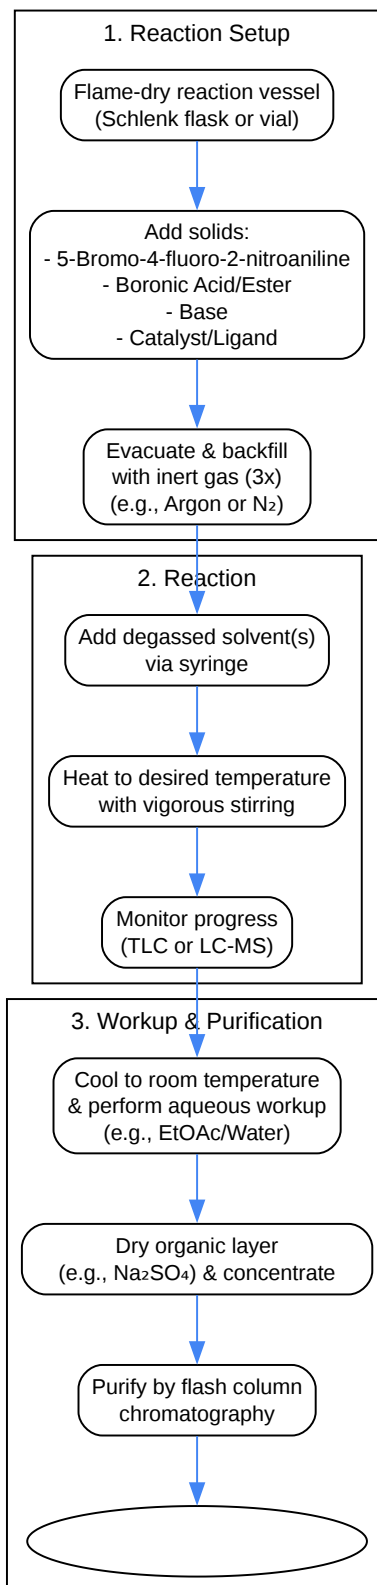 1. Reaction Setup
Flame-dry reaction vessel
(Schlenk flask or vial)
Add solids:
- 5-Bromo-4-fluoro-2-nitroaniline
- Boronic Acid/Ester
- Base
- Catalyst/Ligand
Evacuate & backfill
with inert gas (3x)
(e.g., Argon or N₂)
2. Reaction
Add degassed solvent(s)
via syringe
Heat to desired temperature
with vigorous stirring
Monitor progress
(TLC or LC-MS)
3. Workup & Purification
Cool to room temperature
& perform aqueous workup
(e.g., EtOAc/Water)
Dry organic layer
(e.g., Na₂SO₄) & concentrate
Purify by flash column
chromatography